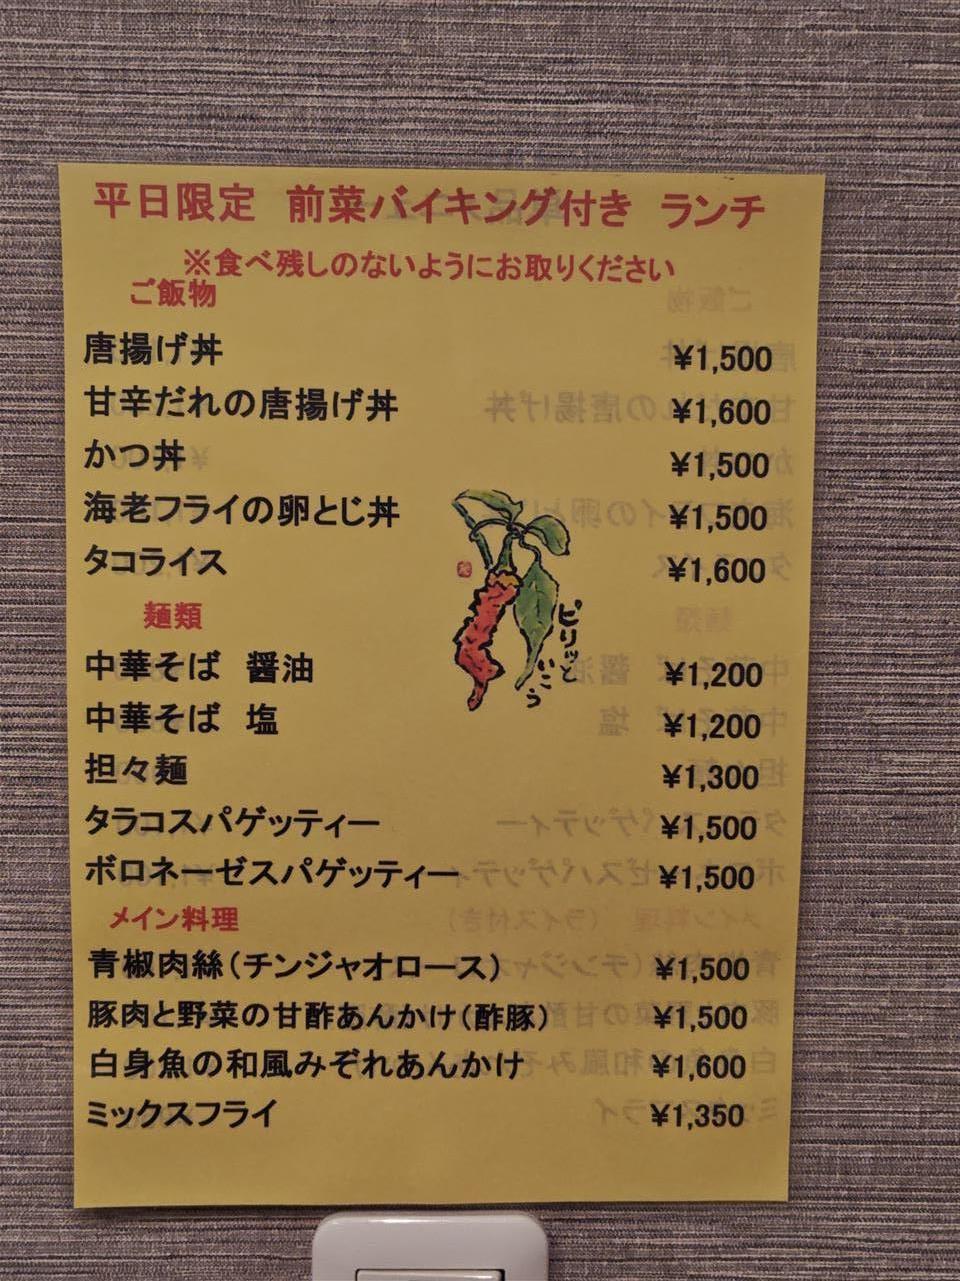 平日限定 前菜バイキング付き ランチ
※食べ残しのないようにお取りください
ご飯物
唐揚げ丼 ¥1,500
甘辛だれの唐揚げ丼 ¥1,600
かつ丼 ¥1,500
海老フライの卵とじ丼 ¥1,500
タコライス ¥1,600
ピリッと
いこう
麺類
中華そば 醤油 ¥1,200
中華そば 塩 ¥1,200
担々麺 ¥1,300
タラコスパゲッティー ¥1,500
ボロネーゼスパゲッティー ¥1,500
メイン料理
青椒肉絲(チンジャオロース) ¥1,500
豚肉と野菜の甘酢あんかけ(酢豚) ¥1,500
白身魚の和風みぞれあんかけ ¥1,600
ミックスフライ ¥1,350